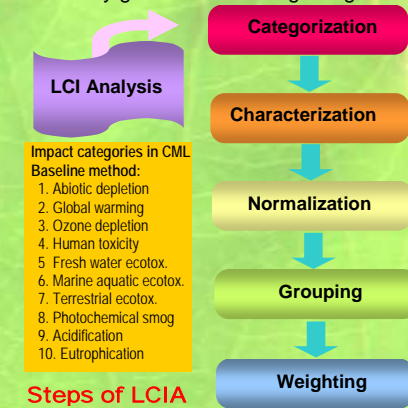 Categorization
LCI Analysis
Characterization
Impact categories in CML
Baseline method:
1. Abiotic depletion
2. Global warming
3. Ozone depletion
4. Human toxicity
5 Fresh water ecotox.
6. Marine aquatic ecotox.
7. Terrestrial ecotox.
8. Photochemical smog
9. Acidification
10. Eutrophication
Normalization
Grouping
Weighting
Steps of LCIA